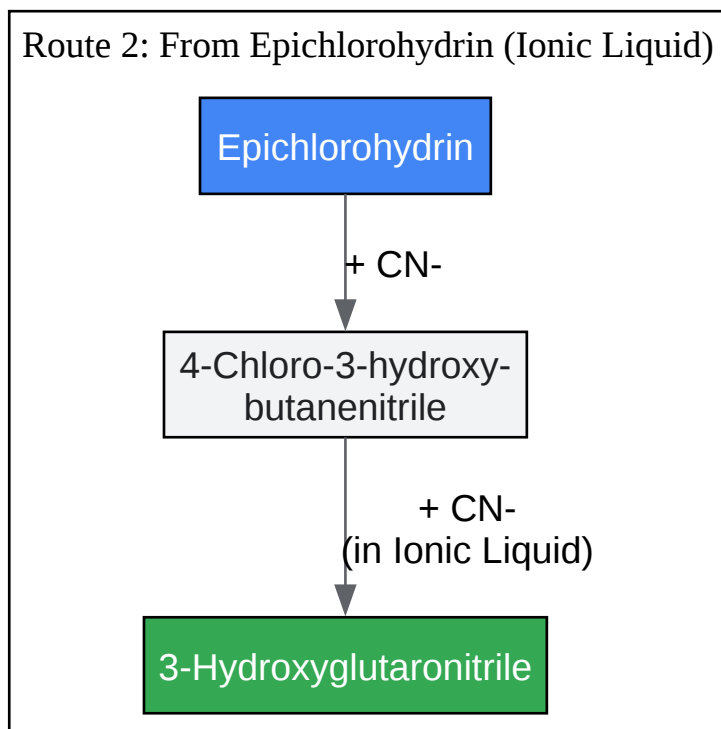 Route 2: From Epichlorohydrin (Ionic Liquid)
Epichlorohydrin
+ CN-
4-Chloro-3-hydroxy-
butanenitrile
+ CN-
(in Ionic Liquid)
3-Hydroxyglutaronitrile